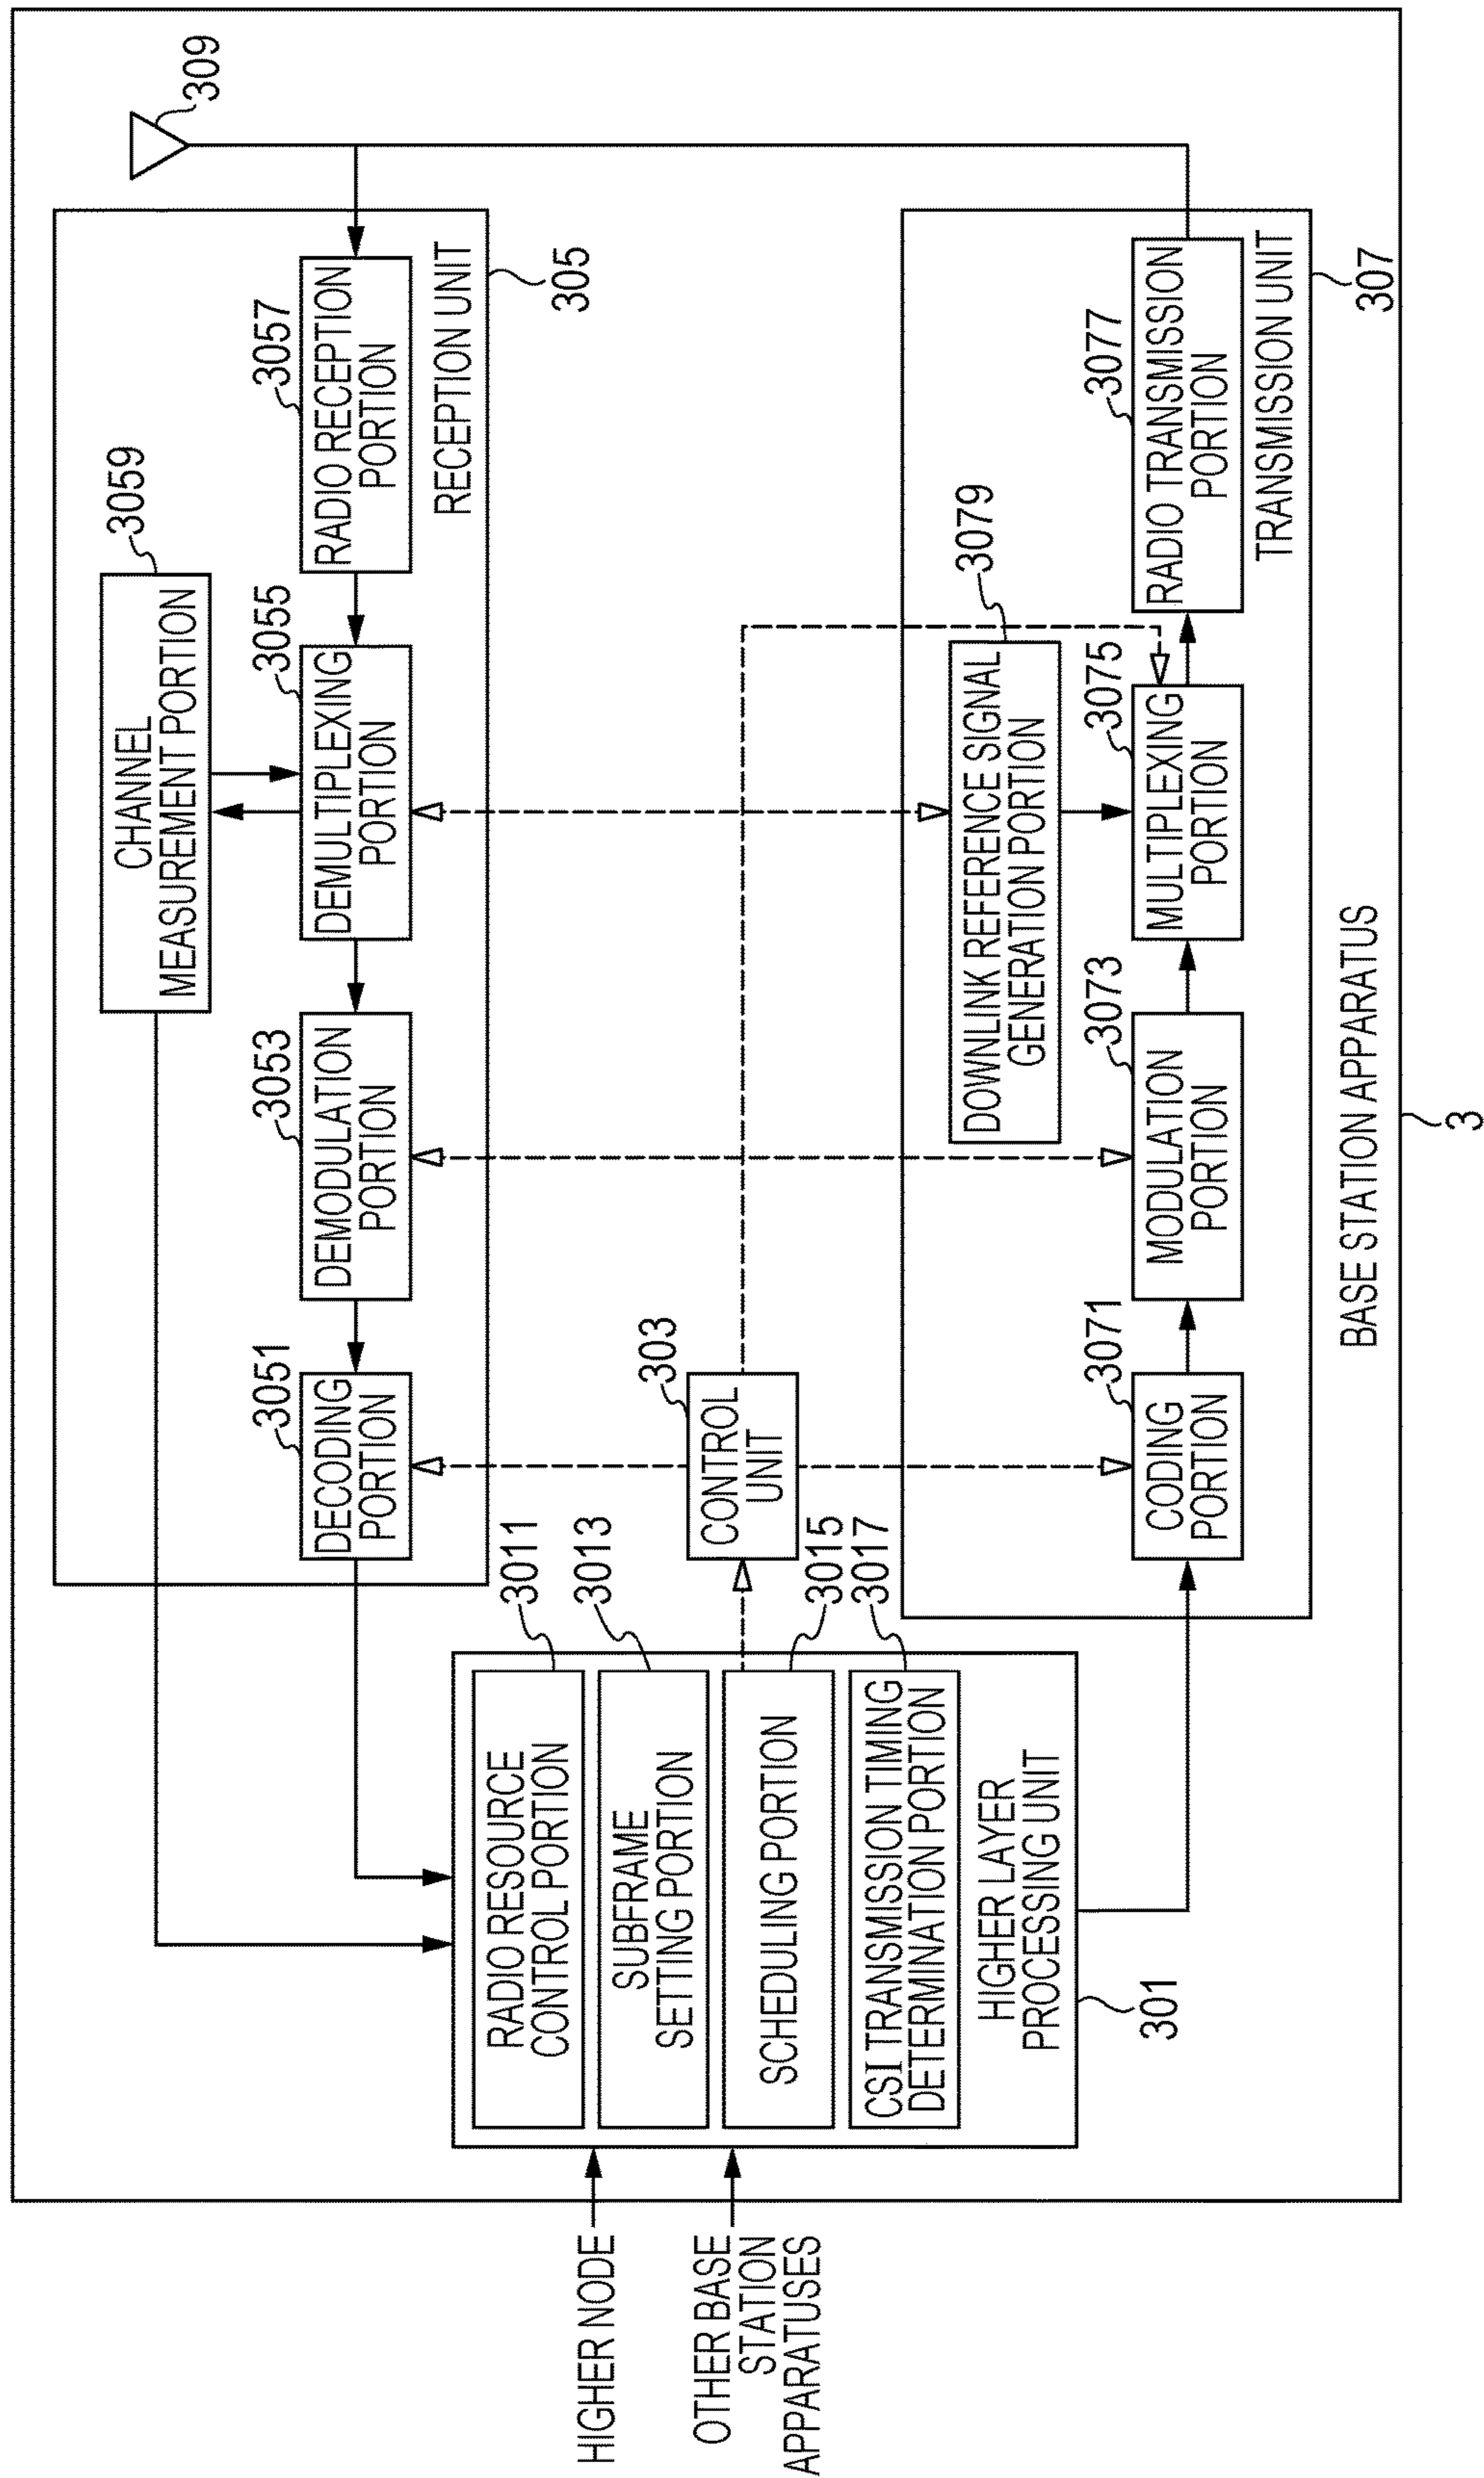 HIGHER NODE
OTHER BASE
STATION
APPARATUSES
BASE STATION APPARATUS
3
HIGHER LAYER
PROCESSING UNIT
301
RADIO RESOURCE
CONTROL PORTION
3011
SUBFRAME
SETTING PORTION
3013
SCHEDULING PORTION
3015
CSI TRANSMISSION TIMING
DETERMINATION PORTION
3017
CONTROL
UNIT
303
RECEPTION UNIT
305
DECODING
PORTION
3051
DEMODULATION
PORTION
3053
DEMULTIPLEXING
PORTION
3055
RADIO RECEPTION
PORTION
3057
CHANNEL
MEASUREMENT PORTION
3059
309
TRANSMISSION UNIT
307
CODING
PORTION
3071
MODULATION
PORTION
3073
MULTIPLEXING
PORTION
3075
RADIO TRANSMISSION
PORTION
3077
DOWNLINK REFERENCE SIGNAL
GENERATION PORTION
3079